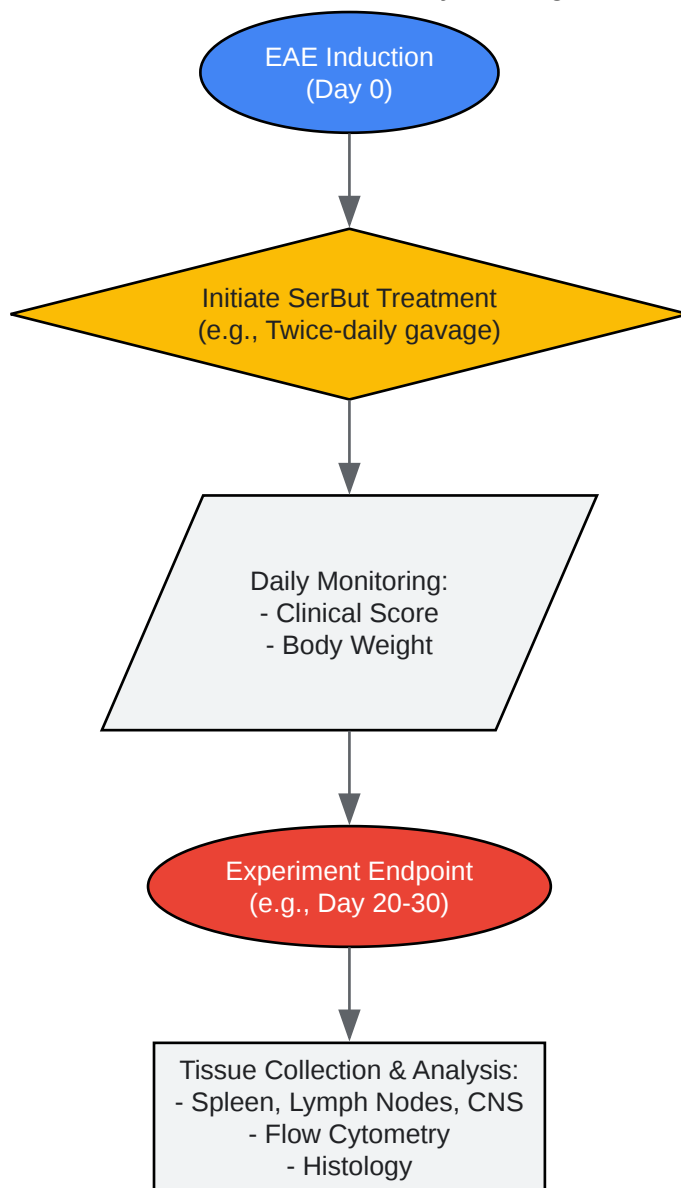 EAE Induction
(Day 0)
Initiate SerBut Treatment
(e.g., Twice-daily gavage)
Daily Monitoring:
- Clinical Score
- Body Weight
Experiment Endpoint
(e.g., Day 20-30)
Tissue Collection & Analysis:
- Spleen, Lymph Nodes, CNS
- Flow Cytometry
- Histology